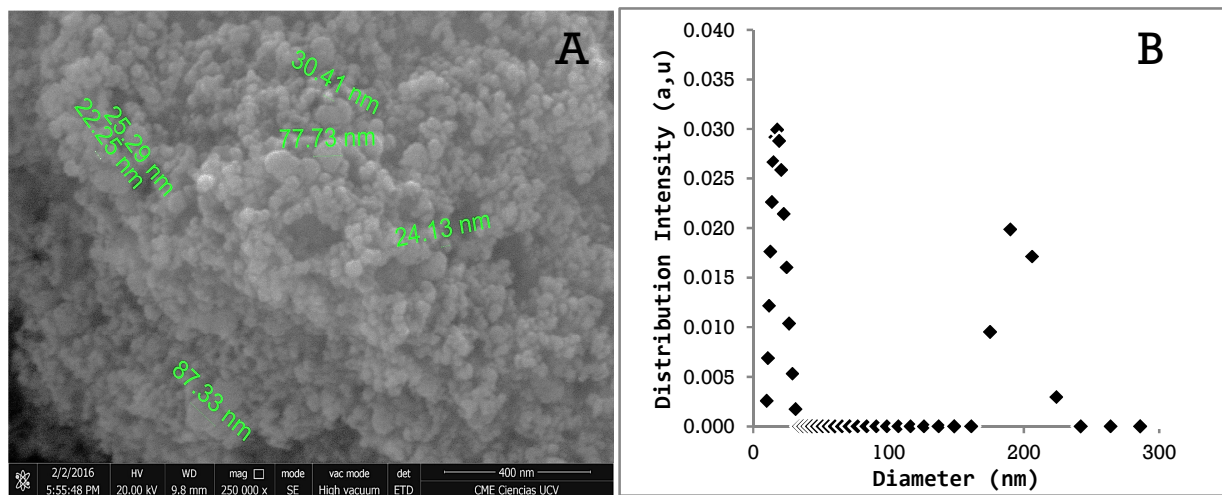 A
30.41 nm
77.73 nm
25.29 nm
22.25 nm
24.13 nm
87.33 nm
2/2/2016 HV WD mag □ mode vac mode det 400 nm
5:55:48 PM 20.00 kV 9.8 mm 250 000 x SE High vacuum ETD CME Ciencias UCV
B
Distribution Intensity (a,u)
0.040
0.035
0.030
0.025
0.020
0.015
0.010
0.005
0.000
0 100 200 300
Diameter (nm)